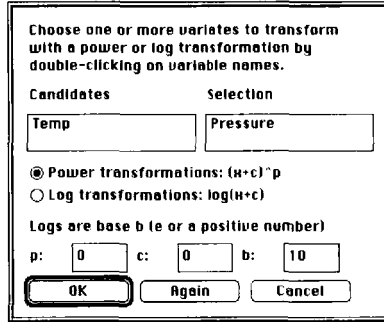 Choose one or more variates to transform
with a power or log transformation by
double-clicking on variable names.
Candidates Selection
Temp Pressure
Power transformations: (x+c)^p
Log transformations: log(x+c)
Logs are base b (e or a positive number)
p: 0 c: 0 b: 10
OK Again Cancel